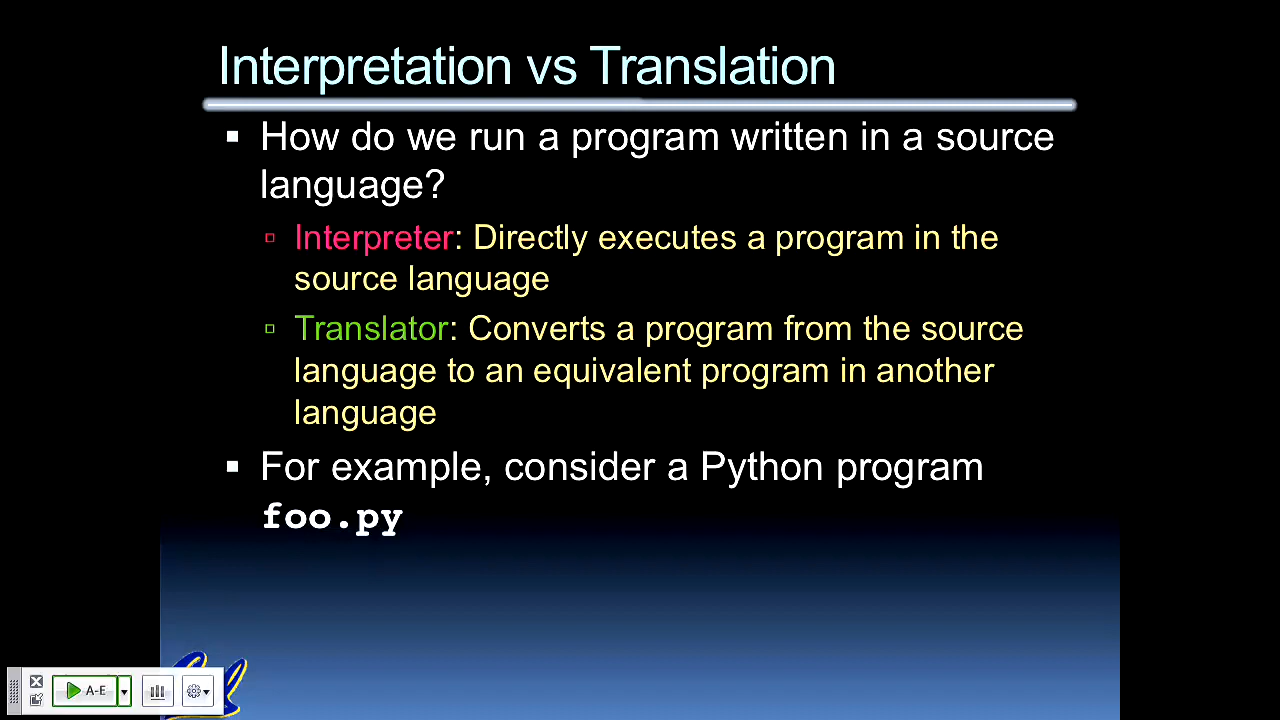 Interpretation vs Translation
▪ How do we run a program written in a source
language?
▫ Interpreter: Directly executes a program in the
source language
▫ Translator: Converts a program from the source
language to an equivalent program in another
language
▪ For example, consider a Python program
foo.py
A-E